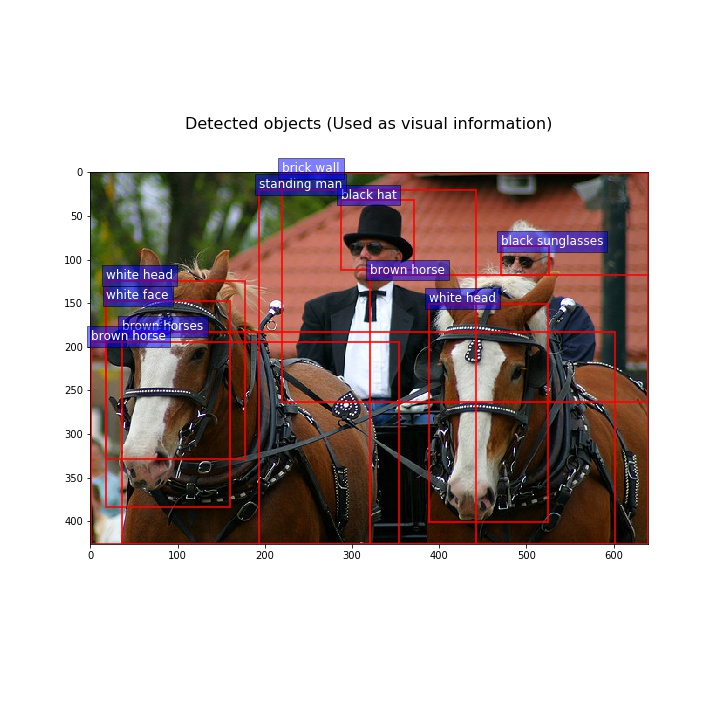 Detected objects (Used as visual information)
brick wall
0
standing man
black hat
50
black sunglasses
100
white head
brown horse
white face
white head
150
brown horses
brown horse
200
250
300
350
400
0 100 200 300 400 500 600